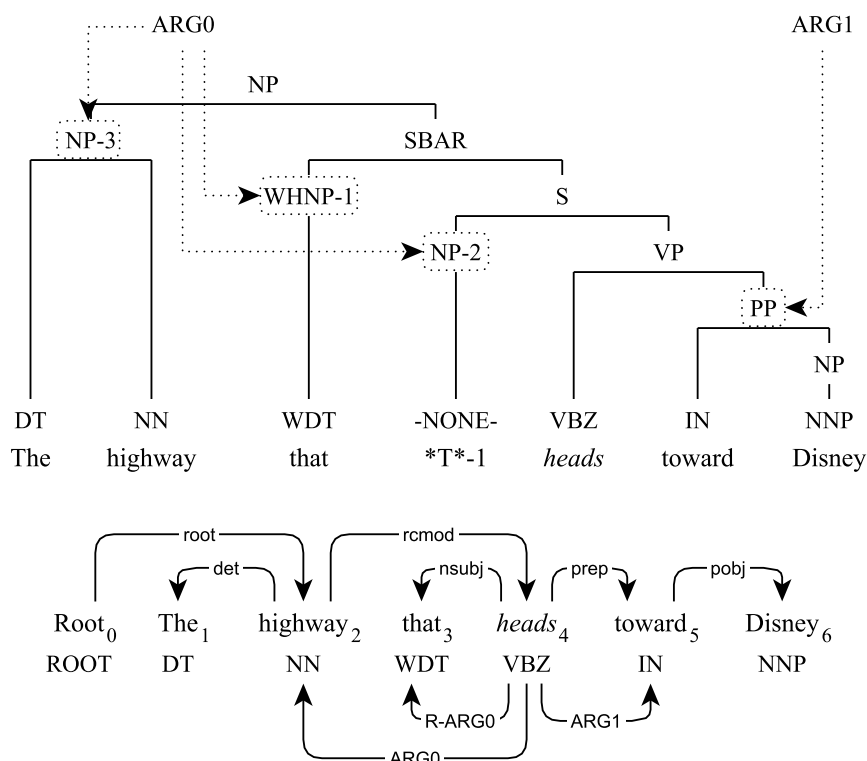 ARG0 ARG1
NP
NP-3 SBAR
WHNP-1 S
NP-2 VP
PP
NP
DT NN WDT -NONE- VBZ IN NNP
The highway that *T*-1 heads toward Disney
root rcmod
det nsubj prep pobj
Root0 The1 highway2 that3 heads4 toward5 Disney6
ROOT DT NN WDT VBZ IN NNP
R-ARG0 ARG1
ARG0